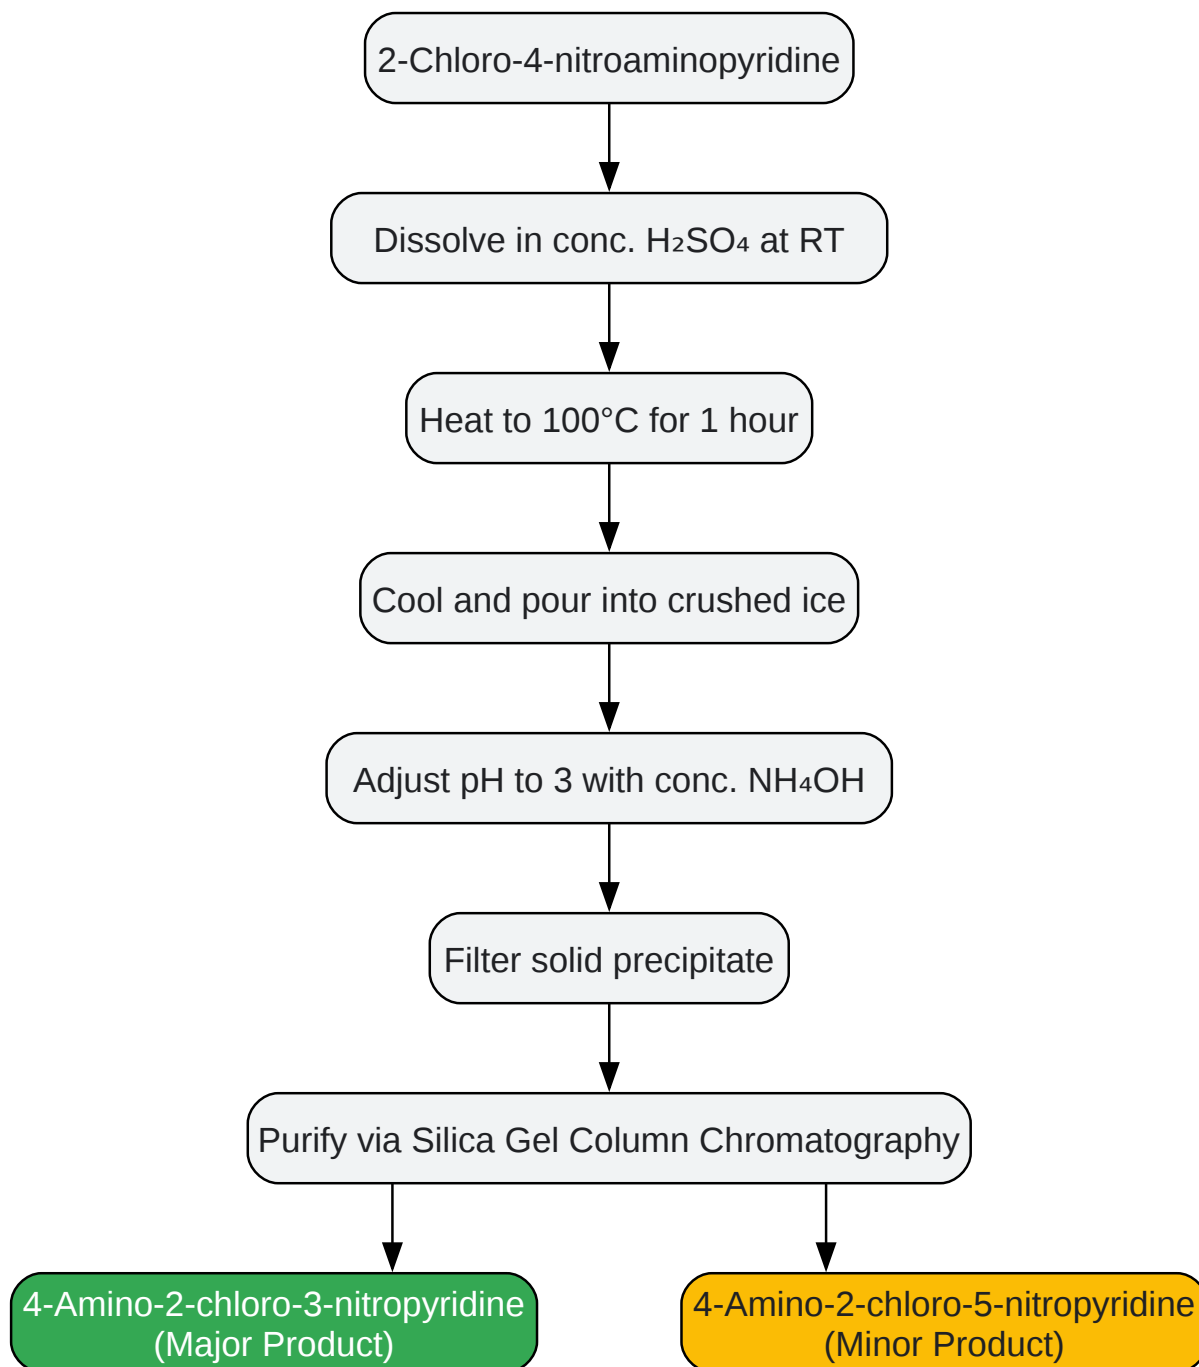 2-Chloro-4-nitroaminopyridine
Dissolve in conc. H₂SO₄ at RT
Heat to 100°C for 1 hour
Cool and pour into crushed ice
Adjust pH to 3 with conc. NH₄OH
Filter solid precipitate
Purify via Silica Gel Column Chromatography
4-Amino-2-chloro-3-nitropyridine
(Major Product)
4-Amino-2-chloro-5-nitropyridine
(Minor Product)